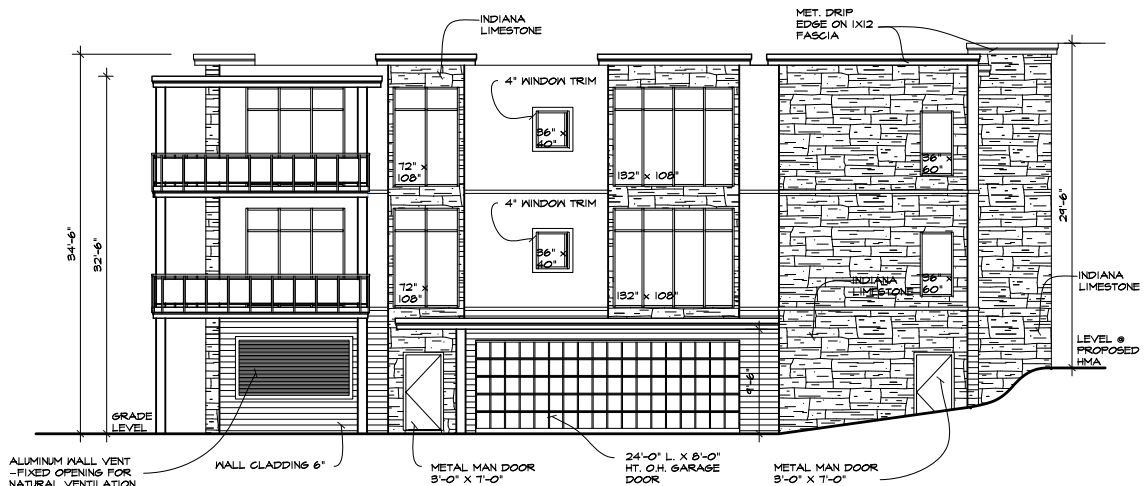 INDIANA
LIMESTONE
MET. DRIP
EDGE ON 1X12
FASCIA
4" WINDOW TRIM
36" X
40"
72" X
108"
132" X 108"
36" X
60"
34'-6"
32'-6"
29'-6"
4" WINDOW TRIM
36" X
40"
72" X
108"
132" X 108"
36" X
60"
INDIANA
LIMESTONE
INDIANA
LIMESTONE
LEVEL @
PROPOSED
HMA
9'-6"
GRADE
LEVEL
ALUMINUM WALL VENT
-FIXED OPENING FOR
NATURAL VENTILATION
WALL CLADDING 6"
METAL MAN DOOR
3'-0" X 7'-0"
24'-0" L. X 8'-0"
HT. O.H. GARAGE
DOOR
METAL MAN DOOR
3'-0" X 7'-0"